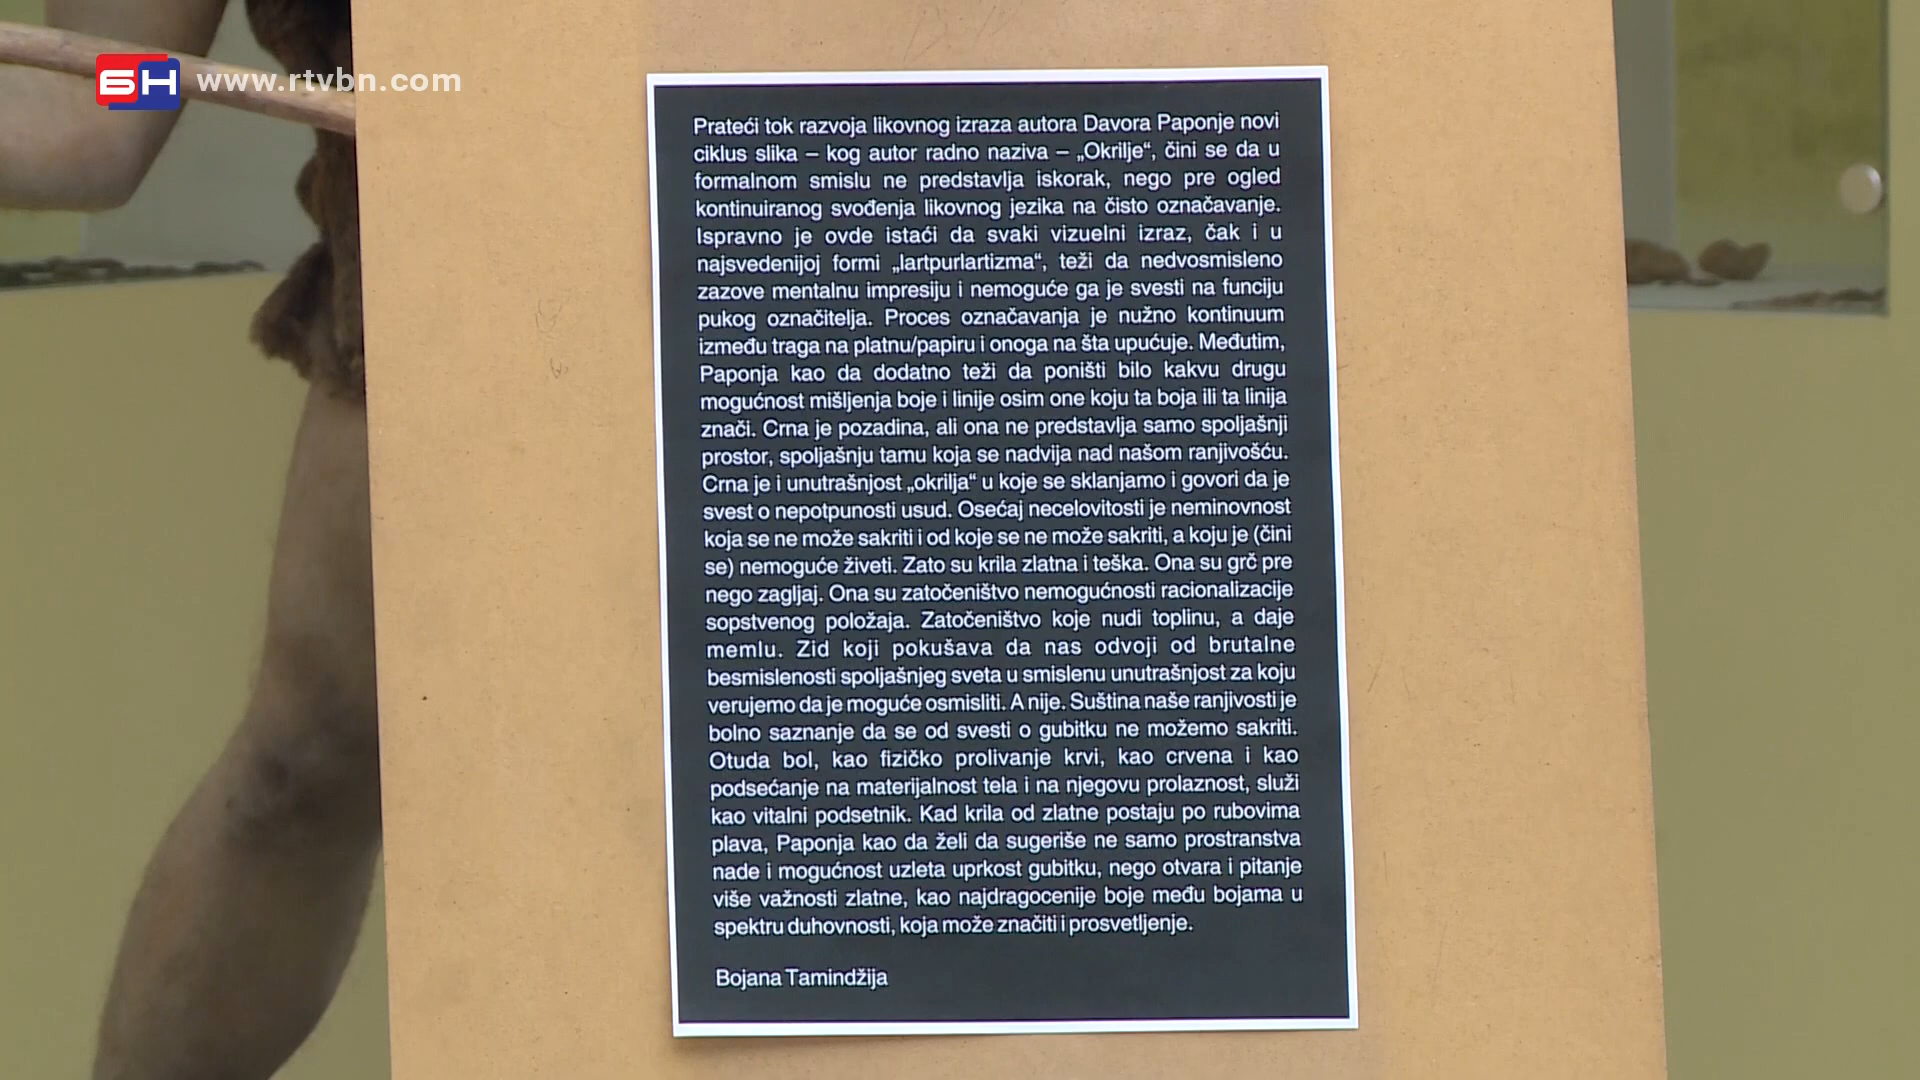 БН www.rtvbn.com
Prateći tok razvoja likovnog izraza autora Davora Paponje novi
ciklus slika – kog autor radno naziva – „Okrilje“, čini se da u
formalnom smislu ne predstavlja iskorak, nego pre ogled
kontinuiranog svođenja likovnog jezika na čisto označavanje.
Ispravno je ovde istaći da svaki vizuelni izraz, čak i u
najsvedenijoj formi „lartpurlartizma“, teži da nedvosmisleno
zazove mentalnu impresiju i nemoguće ga je svesti na funciju
pukog označitelja. Proces označavanja je nužno kontinuum
između traga na platnu/papiru i onoga na šta upućuje. Međutim,
Paponja kao da dodatno teži da poništi bilo kakvu drugu
mogućnost mišljenja boje i linije osim one koju ta boja ili ta linija
znači. Crna je pozadina, ali ona ne predstavlja samo spoljašnji
prostor, spoljašnju tamu koja se nadvija nad našom ranjivošću.
Crna je i unutrašnjost „okrilja“ u koje se sklanjamo i govori da je
svest o nepotpunosti usud. Osećaj necelovitosti je neminovnost
koja se ne može sakriti i od koje se ne može sakriti, a koju je (čini
se) nemoguće živeti. Zato su krila zlatna i teška. Ona su grč pre
nego zagljaj. Ona su zatočeništvo nemogućnosti racionalizacije
sopstvenog položaja. Zatočeništvo koje nudi toplinu, a daje
memlu. Zid koji pokušava da nas odvoji od brutalne
besmislenosti spoljašnjeg sveta u smislenu unutrašnjost za koju
verujemo da je moguće osmisliti. A nije. Suština naše ranjivosti je
bolno saznanje da se od svesti o gubitku ne možemo sakriti.
Otuda bol, kao fizičko prolivanje krvi, kao crvena i kao
podsećanje na materijalnost tela i na njegovu prolaznost, služi
kao vitalni podsetnik. Kad krila od zlatne postaju po rubovima
plava, Paponja kao da želi da sugeriše ne samo prostranstva
nade i mogućnost uzleta uprkost gubitku, nego otvara i pitanje
više važnosti zlatne, kao najdragocenije boje među bojama u
spektru duhovnosti, koja može značiti i prosvetljenje.
Bojana Tamindžija